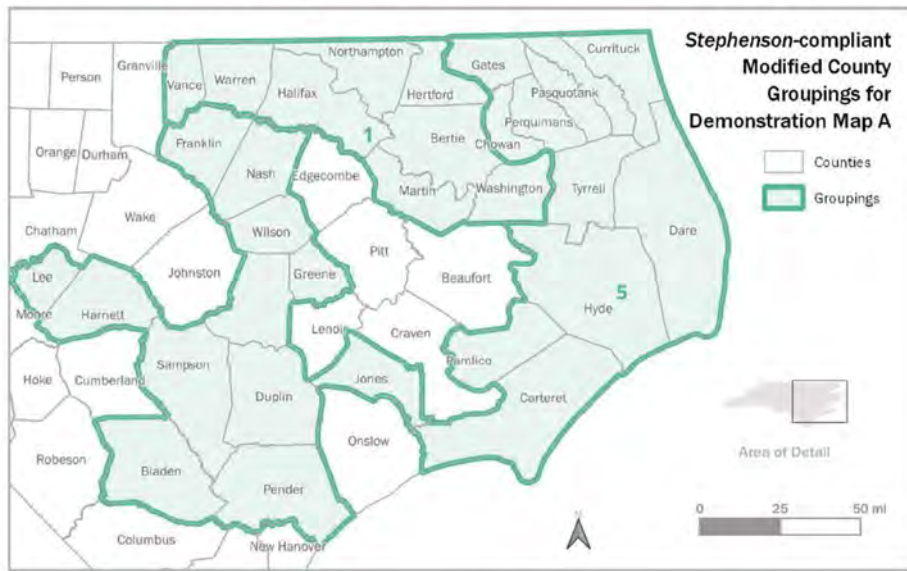 Stephenson-compliant
Modified County
Groupings for
Demonstration Map A
Counties
Groupings
Person
Granville
Vance
Warren
Northampton
Halifax
Hertford
Gates
Currituck
Pasquotank
Perquimans
Chowan
Bertie
1
Orange
Durham
Franklin
Nash
Edgecombe
Martin
Washington
Tyrrell
Dare
Chatham
Wake
Wilson
Pitt
Beaufort
Hyde
5
Lee
Johnston
Greene
Moore
Harnett
Lenoir
Craven
Pamlico
Hoke
Cumberland
Sampson
Duplin
Jones
Carteret
Robeson
Bladen
Pender
Onslow
Columbus
New Hanover
Area of Detail
N
0 25 50 mi